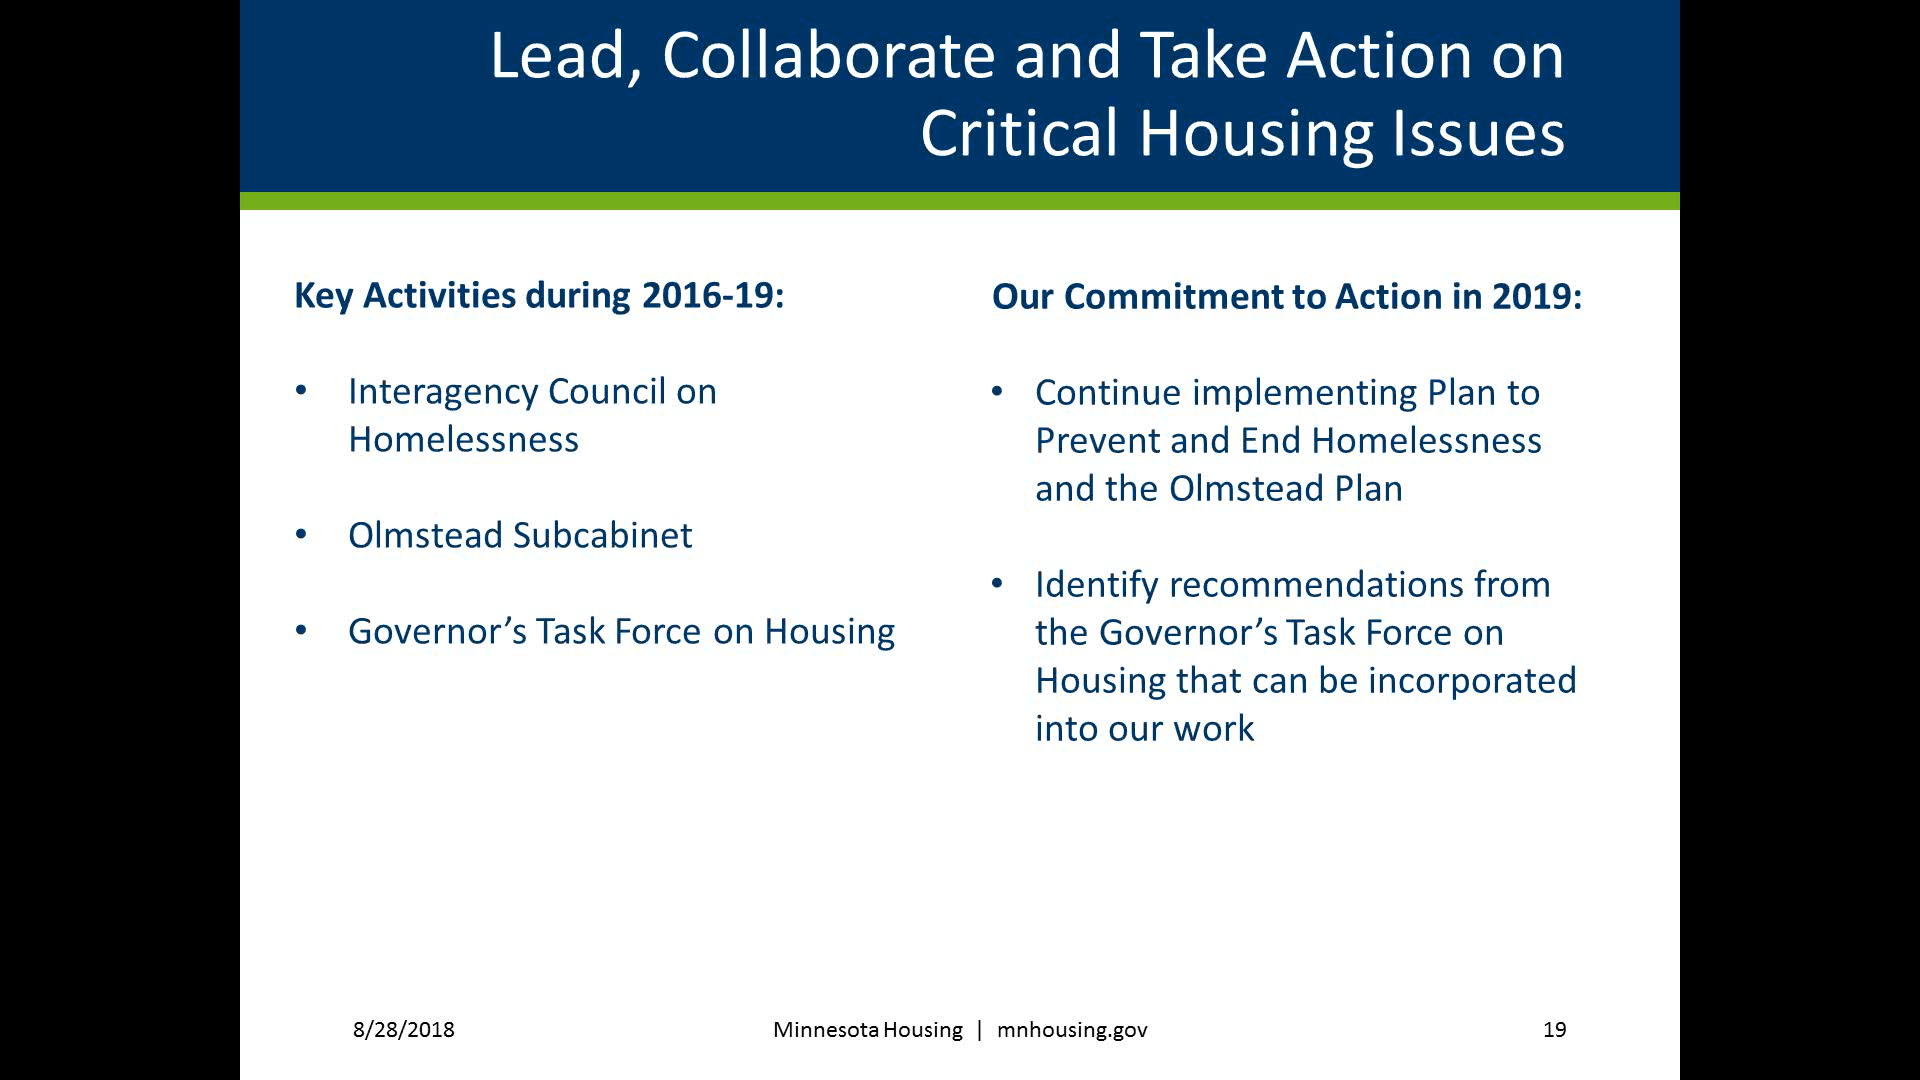 Lead, Collaborate and Take Action on
Critical Housing Issues
Key Activities during 2016-19:
• Interagency Council on
Homelessness
• Olmstead Subcabinet
• Governor’s Task Force on Housing
Our Commitment to Action in 2019:
• Continue implementing Plan to
Prevent and End Homelessness
and the Olmstead Plan
• Identify recommendations from
the Governor’s Task Force on
Housing that can be incorporated
into our work
8/28/2018
Minnesota Housing | mnhousing.gov
19